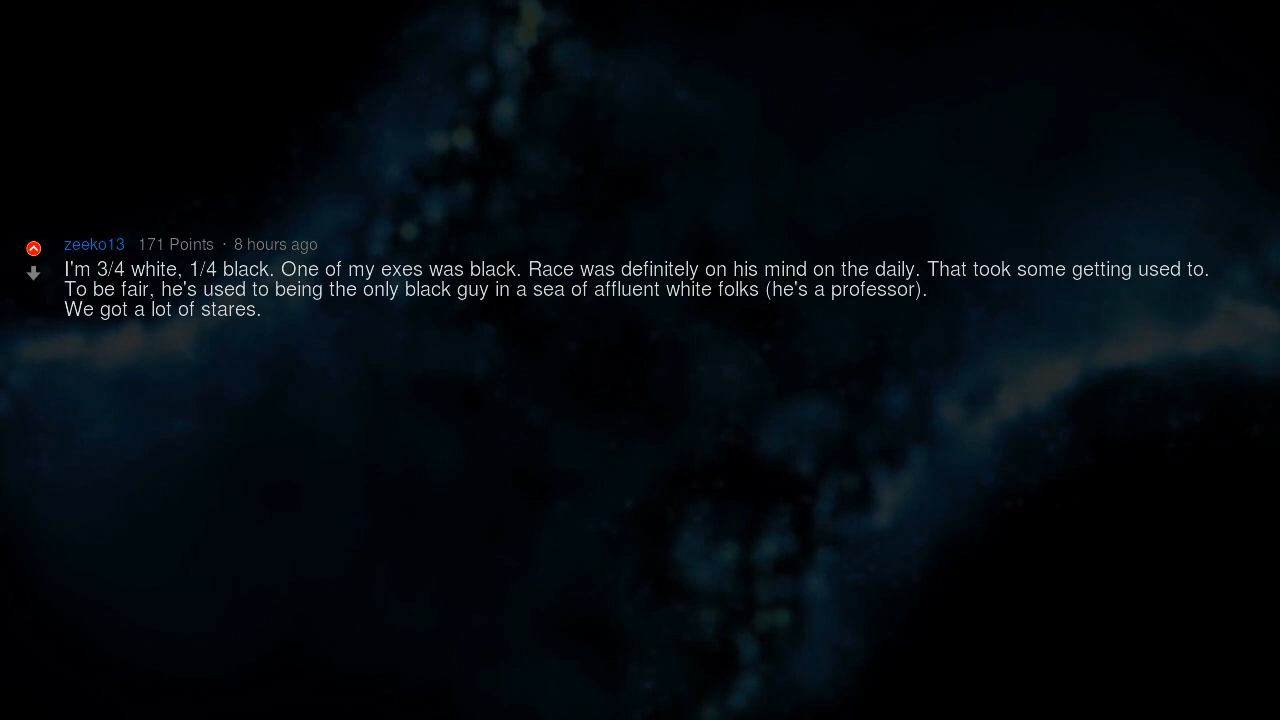 zeeko13 171 Points · 8 hours ago
I'm 3/4 white, 1/4 black. One of my exes was black. Race was definitely on his mind on the daily. That took some getting used to.
To be fair, he's used to being the only black guy in a sea of affluent white folks (he's a professor).
We got a lot of stares.